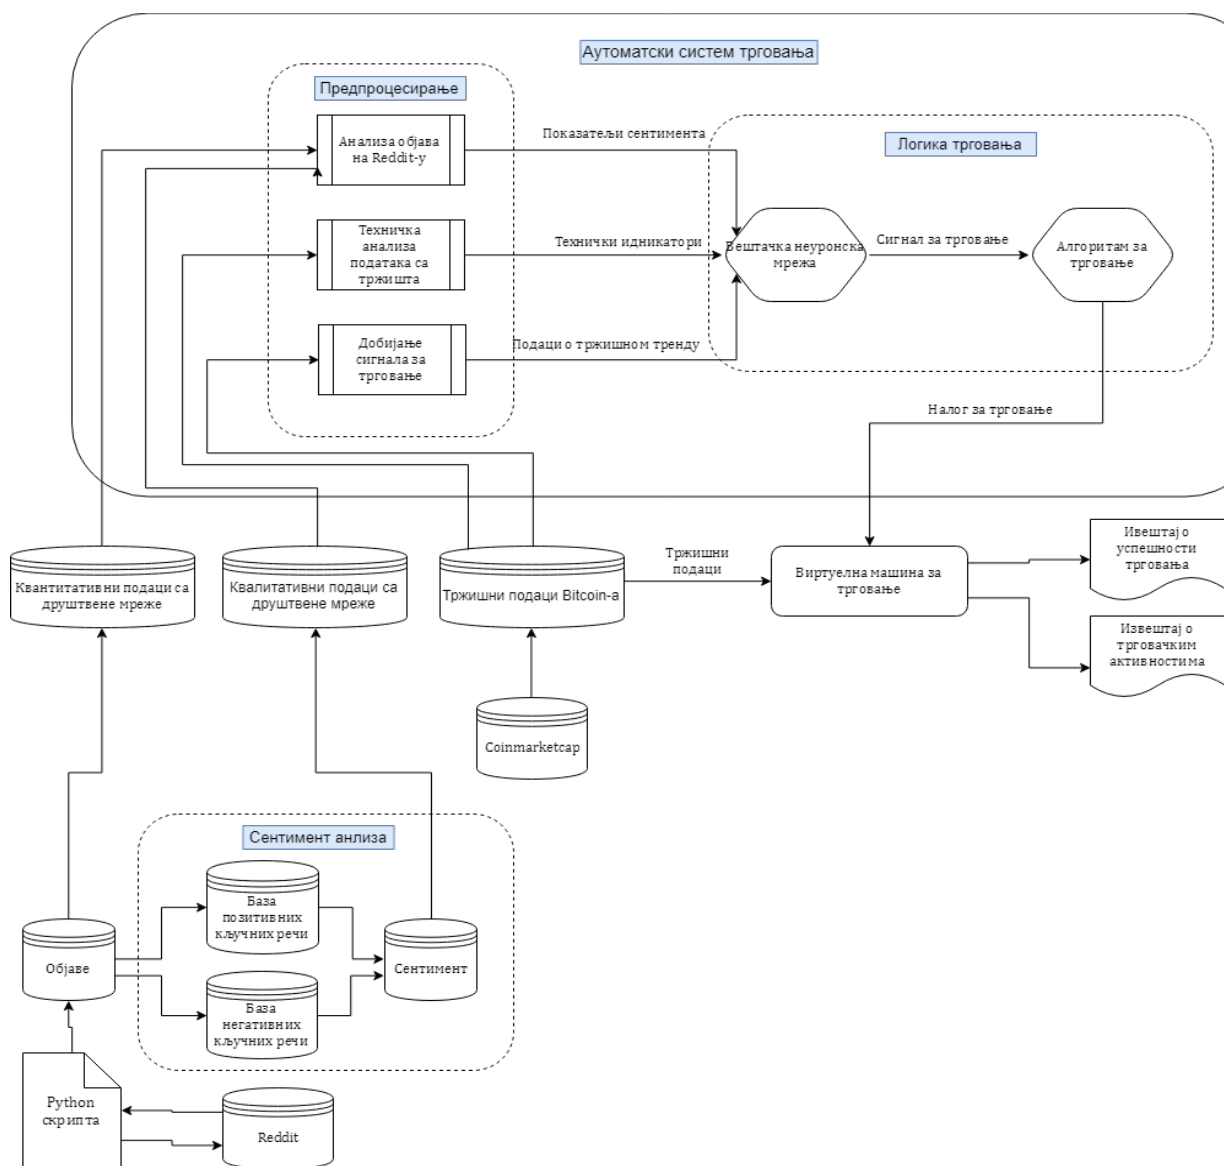 Аутоматски систем трговања
Предпроцесирање
Анализа објава
на Reddit-у
Показатељи сентимента
Логика трговања
Техничка
анализа
података са
тржишта
Технички идникатори
Вештачка неуронска
мрежа
Сигнал за трговање
Алгоритам за
трговање
Добијање
сигнала за
трговање
Подаци о тржишном тренду
Налог за трговање
Квантитативни подаци са
друштвене мреже
Квалитативни подаци са
друштвене мреже
Тржишни подаци Bitcoin-a
Тржишни
подаци
Виртуелна машина за
трговање
Ивештај о
успешности
трговања
Извештај о
трговачким
активностима
Coinmarketcap
Сентимент анлиза
База
позитивних
кључних речи
Објаве
Сентимент
База
негативних
кључних речи
Python
скрипта
Reddit